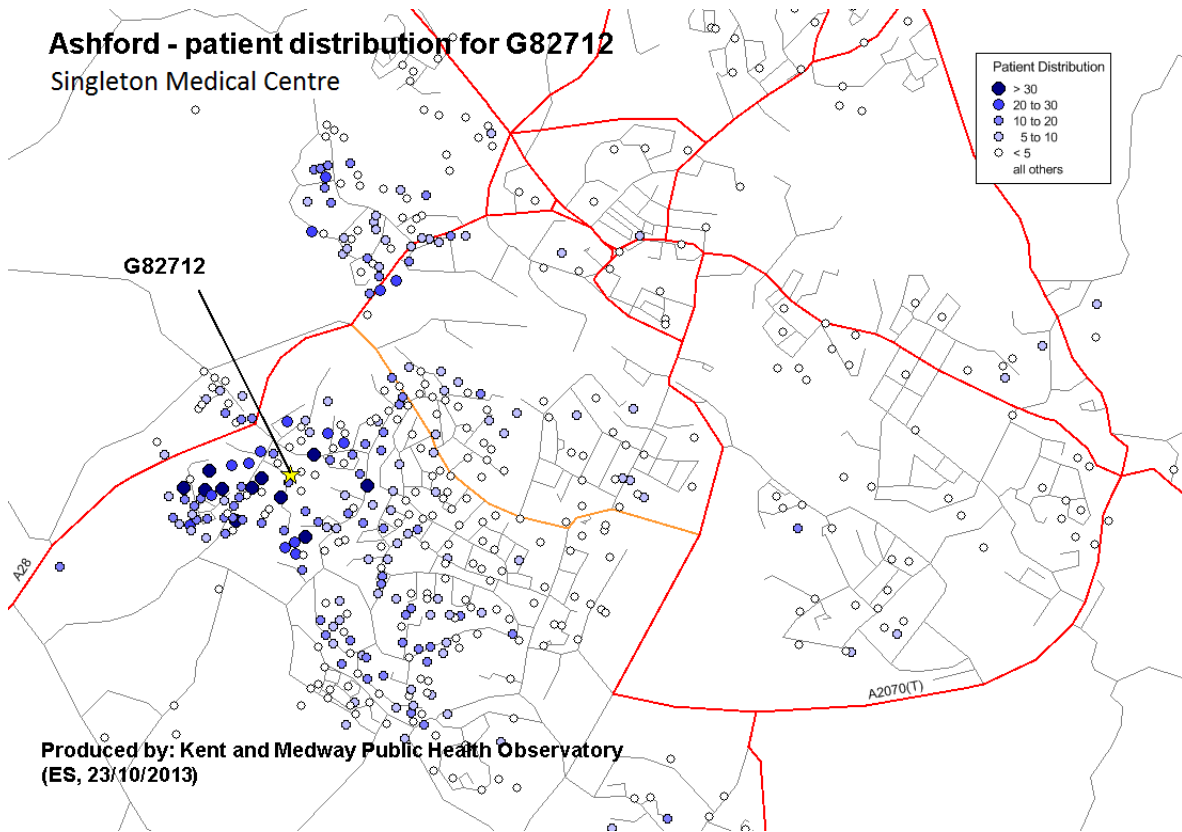 Ashford - patient distribution for G82712
Singleton Medical Centre
Patient Distribution
> 30
20 to 30
10 to 20
5 to 10
< 5
all others
G82712
A28
A2070(T)
Produced by: Kent and Medway Public Health Observatory
(ES, 23/10/2013)